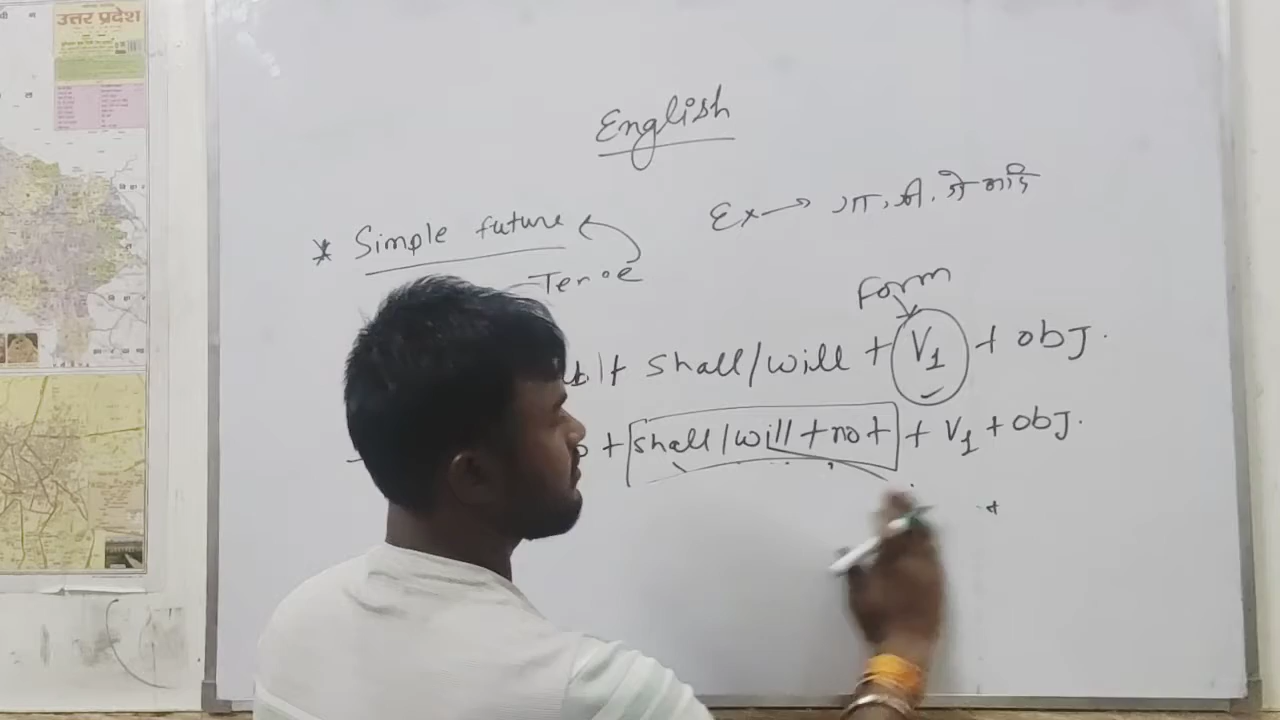 उत्तर प्रदेश
English
Ex → गा, गी, गे आदि
* Simple future
Tense
Form
shall/will + V1 + obj.
+ shall/will + not + V1 + obj.